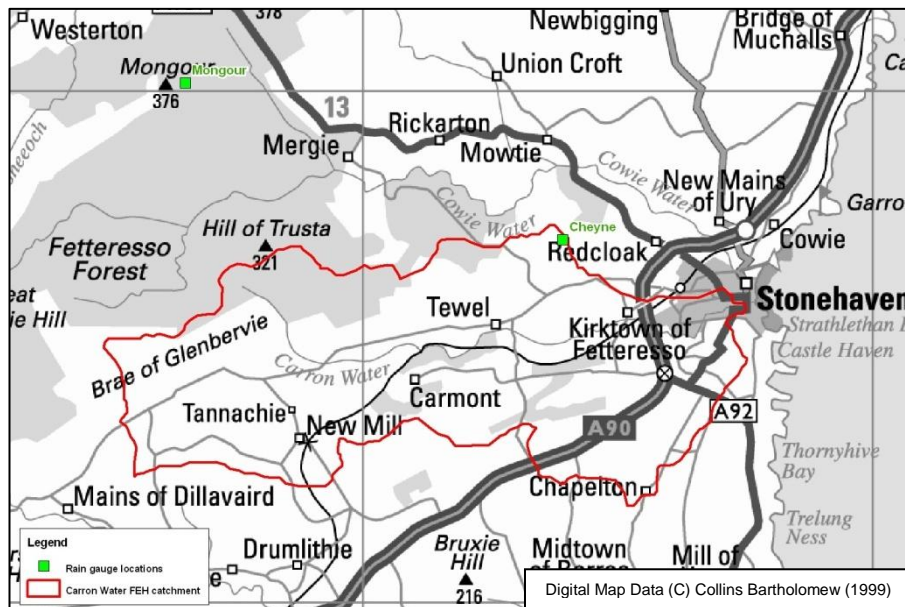 378
Westerton
Newbigging
Bridge of
Muchalls
Mongour
Mongour
376
Union Croft
13
Rickarton
Mergie
Mowtie
Cowie Water
New Mains
of Ury
Garro
Cowie Water
Cheyne
Hill of Trusta
321
Redcloak
Cowie
Fetteresso
Forest
Stonehaven
eat
ie Hill
Tewel
Kirktown of
Fetteresso
Strathlethan
Castle Haven
Brae of Glenbervie
Carron Water
Carmont
Tannachie
New Mill
A90
A92
Thornyhive
Bay
Mains of Dillavaird
Chapelton
Trelung
Ness
Legend
Rain gauge locations
Carron Water FEH catchment
Drumlithie
Bruxie
Hill
216
Midtown
Mill of
Digital Map Data (C) Collins Bartholomew (1999)